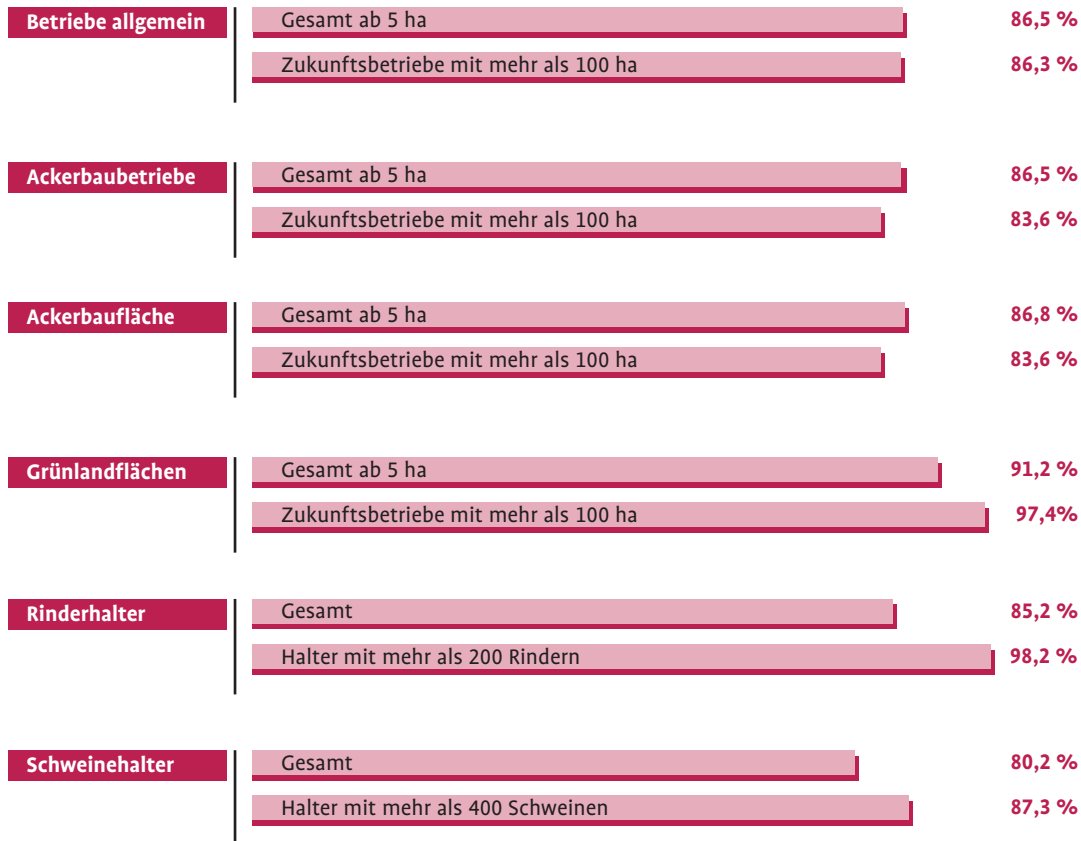 Betriebe allgemein
Gesamt ab 5 ha 86,5 %
Zukunftsbetriebe mit mehr als 100 ha 86,3 %
Ackerbaubetriebe
Gesamt ab 5 ha 86,5 %
Zukunftsbetriebe mit mehr als 100 ha 83,6 %
Ackerbaufläche
Gesamt ab 5 ha 86,8 %
Zukunftsbetriebe mit mehr als 100 ha 83,6 %
Grünlandflächen
Gesamt ab 5 ha 91,2 %
Zukunftsbetriebe mit mehr als 100 ha 97,4%
Rinderhalter
Gesamt 85,2 %
Halter mit mehr als 200 Rindern 98,2 %
Schweinehalter
Gesamt 80,2 %
Halter mit mehr als 400 Schweinen 87,3 %